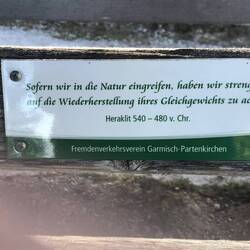 Sofern wir in die Natur eingreifen, haben wir streng
auf die Wiederherstellung ihres Gleichgewichts zu
Heraklit 540 – 480 v. Chr.
Fremdenverkehrsverein Garmisch-Partenkirchen